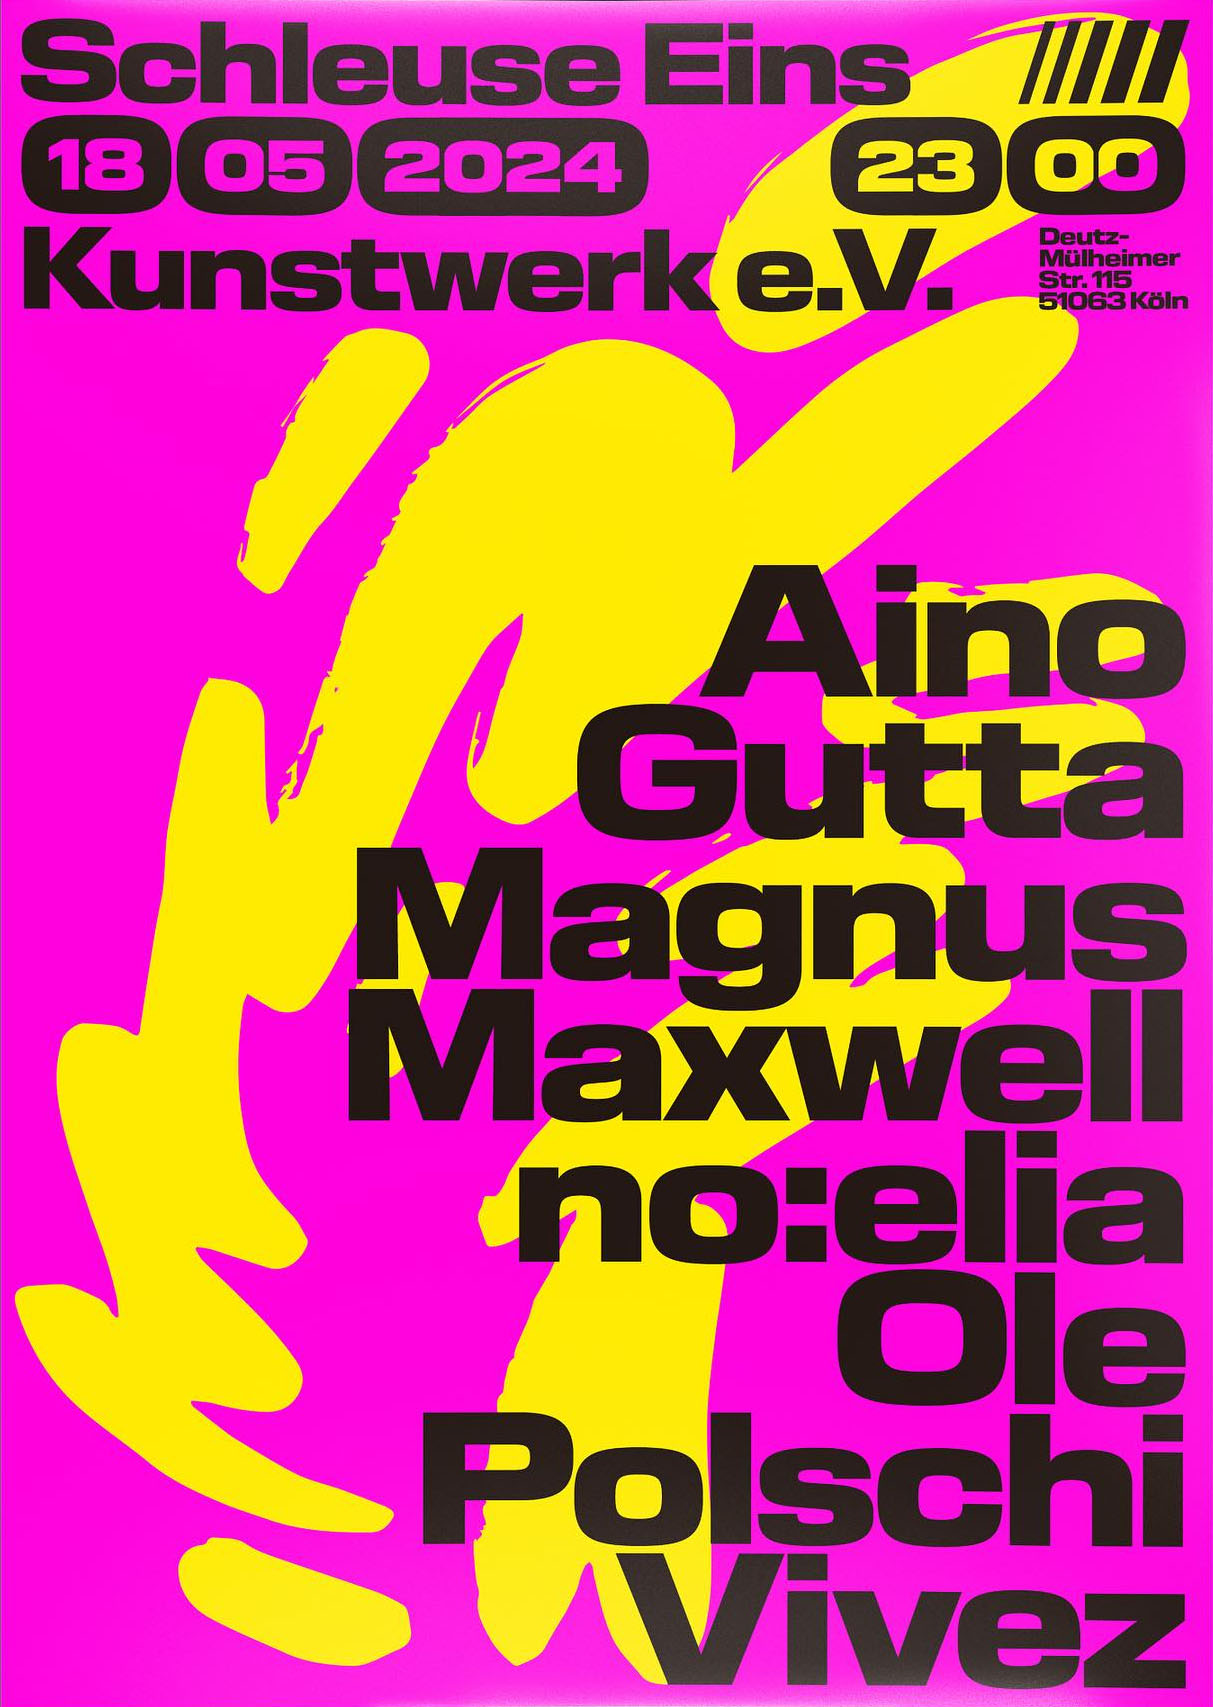 Schleuse Eins
18 05 2024 23 00
Kunstwerk e.V.
Deutz-
Mülheimer
Str. 115
51063 Köln
Aino
Gutta
Magnus
Maxwell
no:elia
Ole
Polschi
Vivez